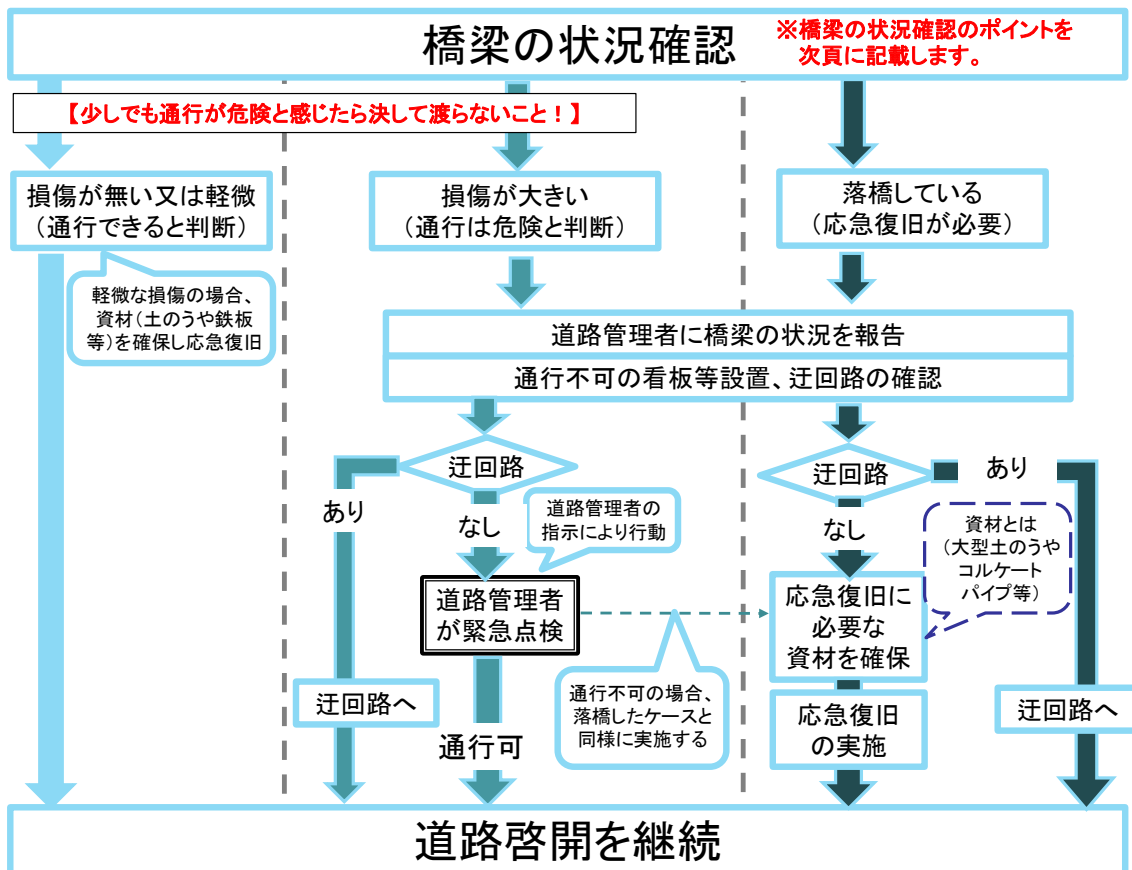 橋梁の状況確認
※橋梁の状況確認のポイントを
次頁に記載します。
【少しでも通行が危険と感じたら決して渡らないこと！】
損傷が無い又は軽微
（通行できると判断）
損傷が大きい
（通行は危険と判断）
落橋している
（応急復旧が必要）
軽微な損傷の場合、
資材（土のうや鉄板
等）を確保し応急復旧
道路管理者に橋梁の状況を報告
通行不可の看板等設置、迂回路の確認
迂回路
迂回路
あり
あり
なし
なし
道路管理者の
指示により行動
資材とは
（大型土のうや
コルケート
パイプ等）
道路管理者
が緊急点検
応急復旧に
必要な
資材を確保
迂回路へ
通行不可の場合、
落橋したケースと
同様に実施する
応急復旧
の実施
迂回路へ
通行可
道路啓開を継続